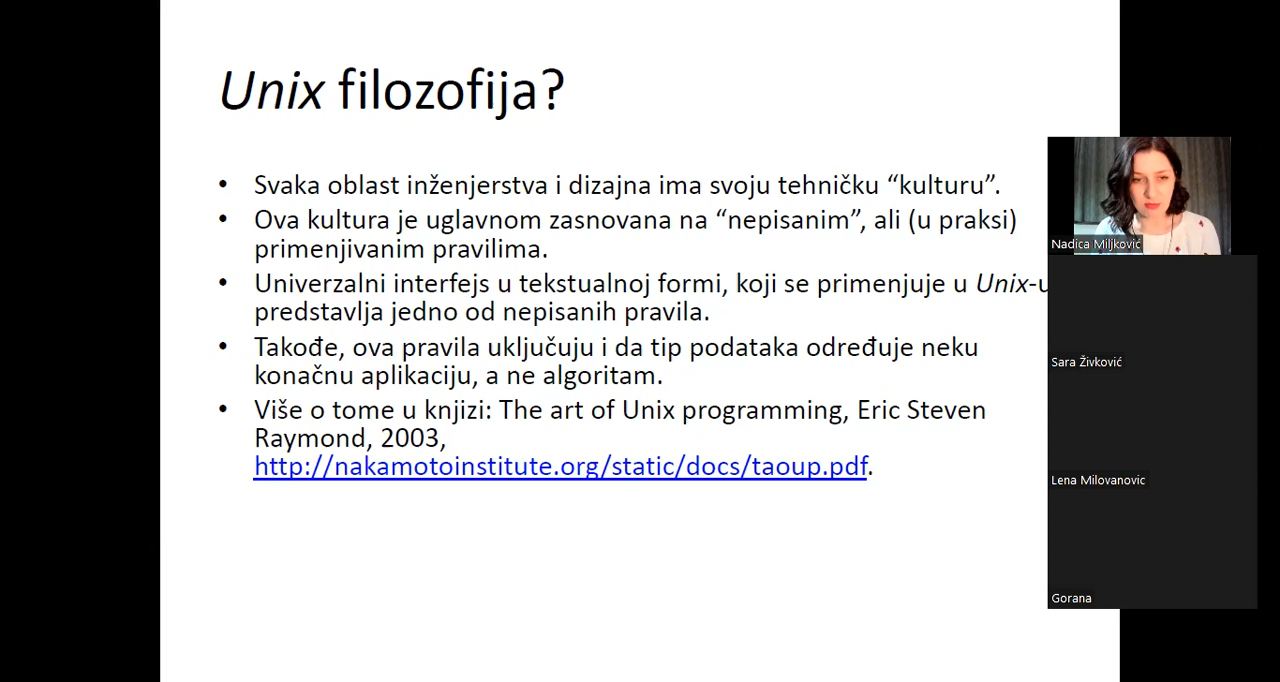 Unix filozofija?
• Svaka oblast inženjerstva i dizajna ima svoju tehničku “kulturu”.
• Ova kultura je uglavnom zasnovana na “nepisanim”, ali (u praksi)
primenjivanim pravilima.
• Univerzalni interfejs u tekstualnoj formi, koji se primenjuje u Unix-u
predstavlja jedno od nepisanih pravila.
• Takođe, ova pravila uključuju i da tip podataka određuje neku
konačnu aplikaciju, a ne algoritam.
• Više o tome u knjizi: The art of Unix programming, Eric Steven
Raymond, 2003,
http://nakamotoinstitute.org/static/docs/taoup.pdf.
Nadica Miljković
Sara Živković
Lena Milovanovic
Gorana